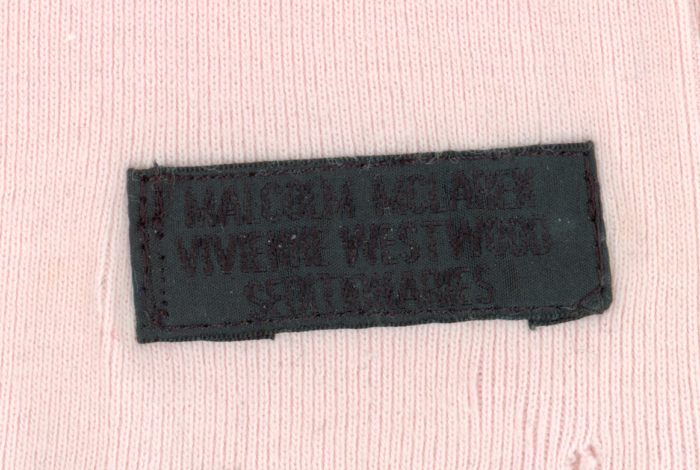 MALCOLM MCLAREN
VIVIENNE WESTWOOD
SEDITIONARIES